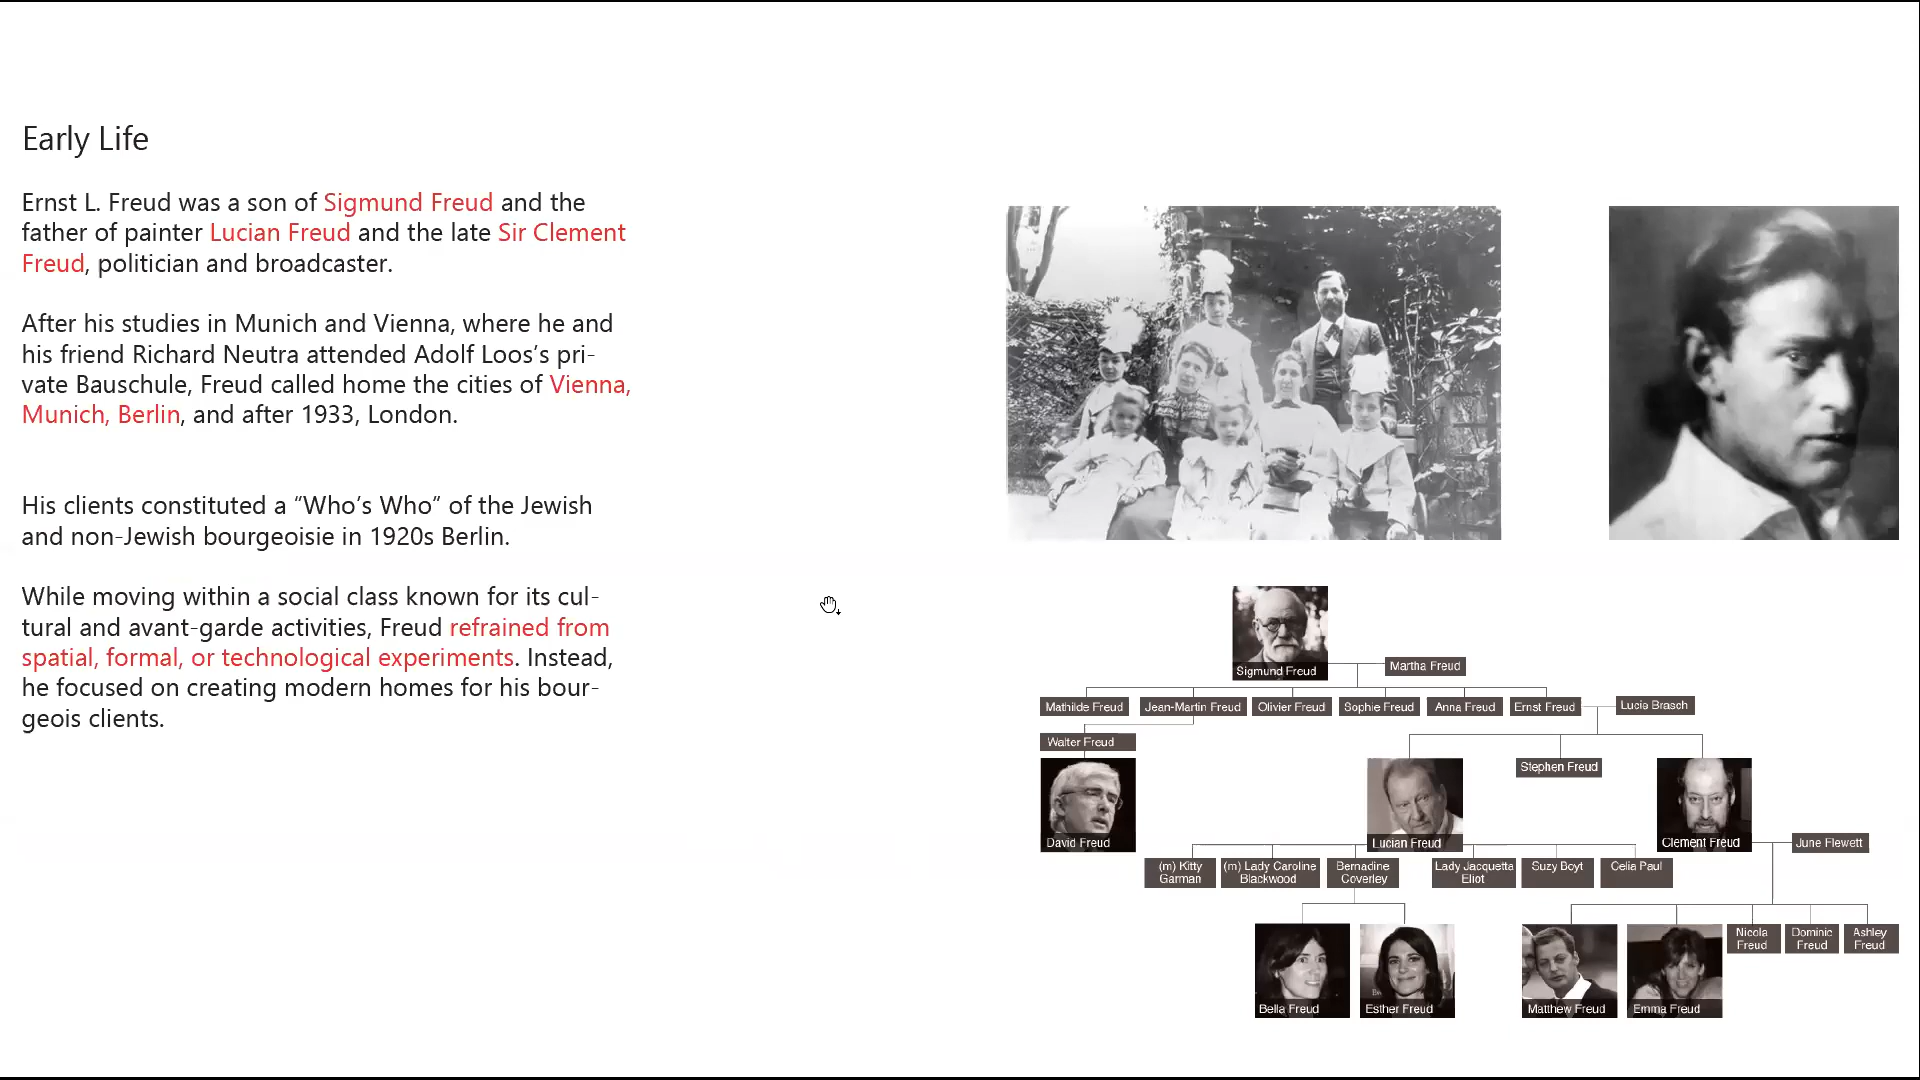 Early Life
Ernst L. Freud was a son of Sigmund Freud and the
father of painter Lucian Freud and the late Sir Clement
Freud, politician and broadcaster.
After his studies in Munich and Vienna, where he and
his friend Richard Neutra attended Adolf Loos’s pri-
vate Bauschule, Freud called home the cities of Vienna,
Munich, Berlin, and after 1933, London.
His clients constituted a “Who’s Who” of the Jewish
and non-Jewish bourgeoisie in 1920s Berlin.
While moving within a social class known for its cul-
tural and avant-garde activities, Freud refrained from
spatial, formal, or technological experiments. Instead,
he focused on creating modern homes for his bour-
geois clients.
Sigmund Freud
Martha Freud
Mathilde Freud
Jean-Martin Freud
Olivier Freud
Sophie Freud
Anna Freud
Ernst Freud
Lucie Brasch
Walter Freud
Stephen Freud
David Freud
Lucian Freud
Clement Freud
June Flewett
(m) Kitty
Garman
(m) Lady Caroline
Blackwood
Bernadine
Coverley
Lady Jacquetta
Eliot
Suzy Boyt
Celia Paul
Nicola
Freud
Dominic
Freud
Ashley
Freud
Bella Freud
Esther Freud
Matthew Freud
Emma Freud